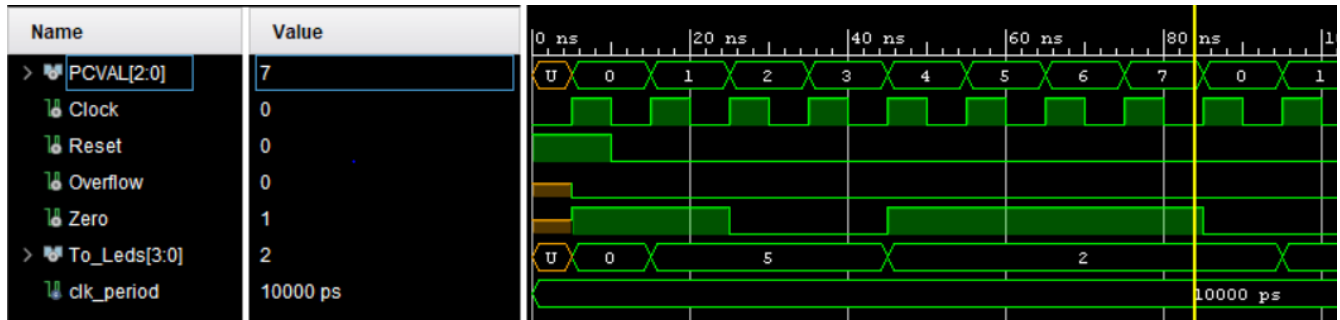 Name Value 0 ns 20 ns 40 ns 60 ns 80 ns 1
PCVAL[2:0] 7 U 0 1 2 3 4 5 6 7 0 1
Clock 0
Reset 0
Overflow 0
Zero 1
To_Leds[3:0] 2 U 0 5 2
clk_period 10000 ps 10000 ps